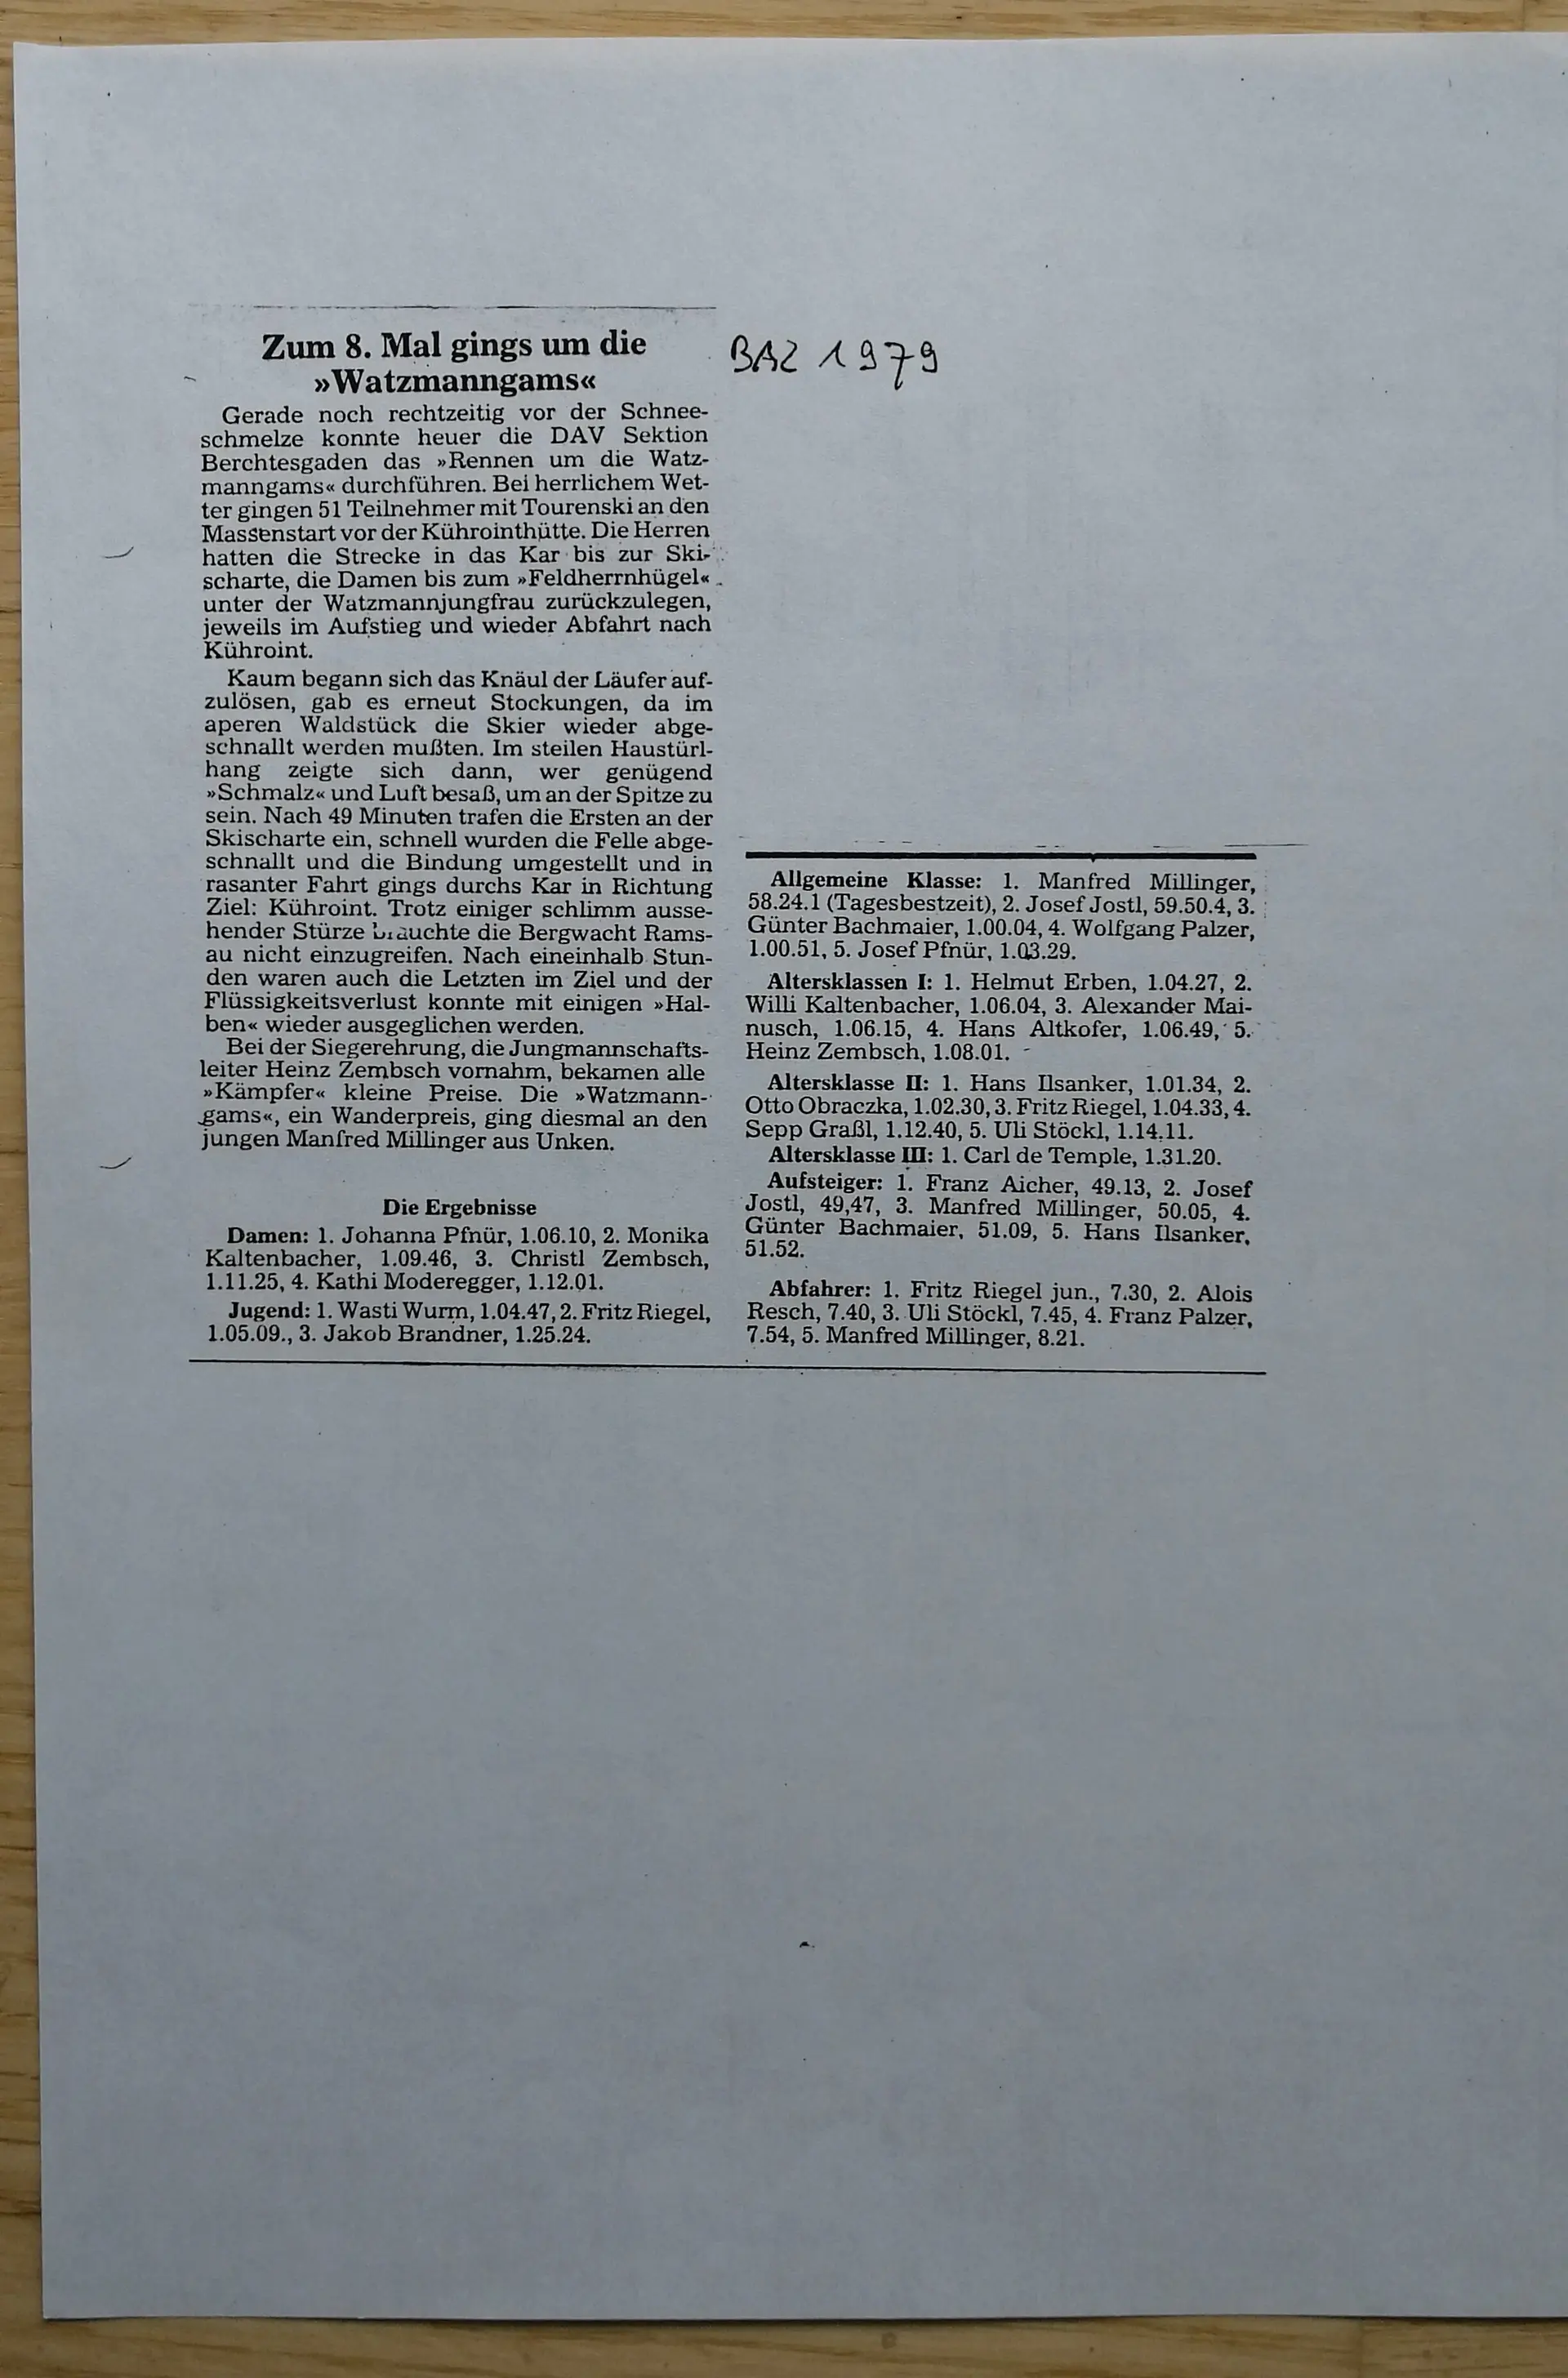 Zum 8. Mal gings um die
»Watzmanngams«
BAZ 1979
Gerade noch rechtzeitig vor der Schnee-
schmelze konnte heuer die DAV Sektion
Berchtesgaden das »Rennen um die Watz-
manngams« durchführen. Bei herrlichem Wet-
ter gingen 51 Teilnehmer mit Tourenski an den
Massenstart vor der Kührointhütte. Die Herren
hatten die Strecke in das Kar bis zur Ski-
scharte, die Damen bis zum »Feldherrnhügel«
unter der Watzmannjungfrau zurückzulegen,
jeweils im Aufstieg und wieder Abfahrt nach
Kühroint.
Kaum begann sich das Knäul der Läufer auf-
zulösen, gab es erneut Stockungen, da im
aperen Waldstück die Skier wieder abge-
schnallt werden mußten. Im steilen Haustürl-
hang zeigte sich dann, wer genügend
»Schmalz« und Luft besaß, um an der Spitze zu
sein. Nach 49 Minuten trafen die Ersten an der
Skischarte ein, schnell wurden die Felle abge-
schnallt und die Bindung umgestellt und in
rasanter Fahrt gings durchs Kar in Richtung
Ziel: Kühroint. Trotz einiger schlimm ausse-
hender Stürze brauchte die Bergwacht Rams-
au nicht einzugreifen. Nach eineinhalb Stun-
den waren auch die Letzten im Ziel und der
Flüssigkeitsverlust konnte mit einigen »Hal-
ben« wieder ausgeglichen werden.
Bei der Siegerehrung, die Jungmannschafts-
leiter Heinz Zembsch vornahm, bekamen alle
»Kämpfer« kleine Preise. Die »Watzmann-
gams«, ein Wanderpreis, ging diesmal an den
jungen Manfred Millinger aus Unken.
Die Ergebnisse
Damen: 1. Johanna Pfnür, 1.06.10, 2. Monika
Kaltenbacher, 1.09.46, 3. Christl Zembsch,
1.11.25, 4. Kathi Moderegger, 1.12.01.
Jugend: 1. Wasti Wurm, 1.04.47, 2. Fritz Riegel,
1.05.09., 3. Jakob Brandner, 1.25.24.
Allgemeine Klasse: 1. Manfred Millinger,
58.24.1 (Tagesbestzeit), 2. Josef Jostl, 59.50.4, 3.
Günter Bachmaier, 1.00.04, 4. Wolfgang Palzer,
1.00.51, 5. Josef Pfnür, 1.03.29.
Altersklassen I: 1. Helmut Erben, 1.04.27, 2.
Willi Kaltenbacher, 1.06.04, 3. Alexander Mai-
nusch, 1.06.15, 4. Hans Altkofer, 1.06.49, 5.
Heinz Zembsch, 1.08.01.
Altersklasse II: 1. Hans Ilsanker, 1.01.34, 2.
Otto Obraczka, 1.02.30, 3. Fritz Riegel, 1.04.33, 4.
Sepp Graßl, 1.12.40, 5. Uli Stöckl, 1.14.11.
Altersklasse III: 1. Carl de Temple, 1.31.20.
Aufsteiger: 1. Franz Aicher, 49.13, 2. Josef
Jostl, 49,47, 3. Manfred Millinger, 50.05, 4.
Günter Bachmaier, 51.09, 5. Hans Ilsanker,
51.52.
Abfahrer: 1. Fritz Riegel jun., 7.30, 2. Alois
Resch, 7.40, 3. Uli Stöckl, 7.45, 4. Franz Palzer,
7.54, 5. Manfred Millinger, 8.21.